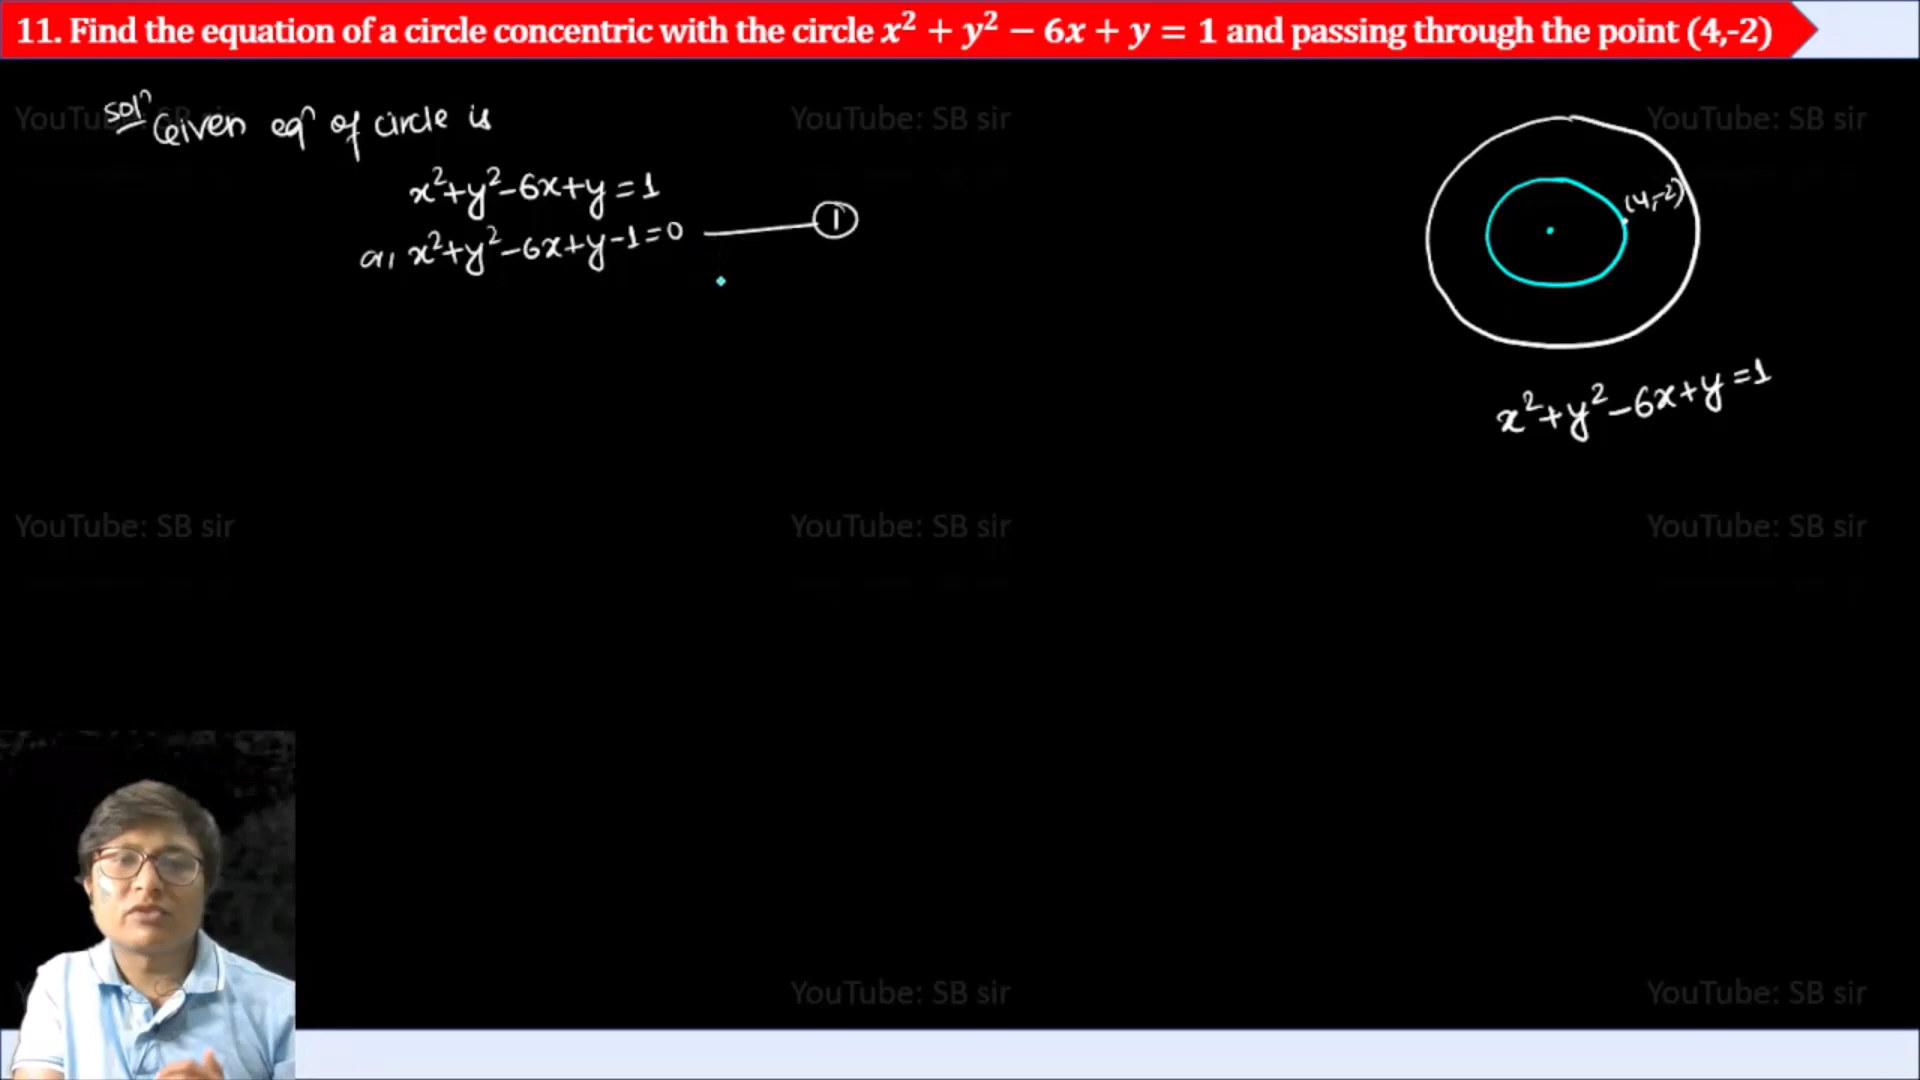 11. Find the equation of a circle concentric with the circle x² + y² − 6x + y = 1 and passing through the point (4,-2)
Solⁿ Given eqⁿ of circle is
x²+y²-6x+y=1
or, x²+y²-6x+y-1=0 ——— ①
(4,-2)
x²+y²-6x+y=1
YouTube: SB sir
YouTube: SB sir
YouTube: SB sir
YouTube: SB sir
YouTube: SB sir
YouTube: SB sir
YouTube: SB sir